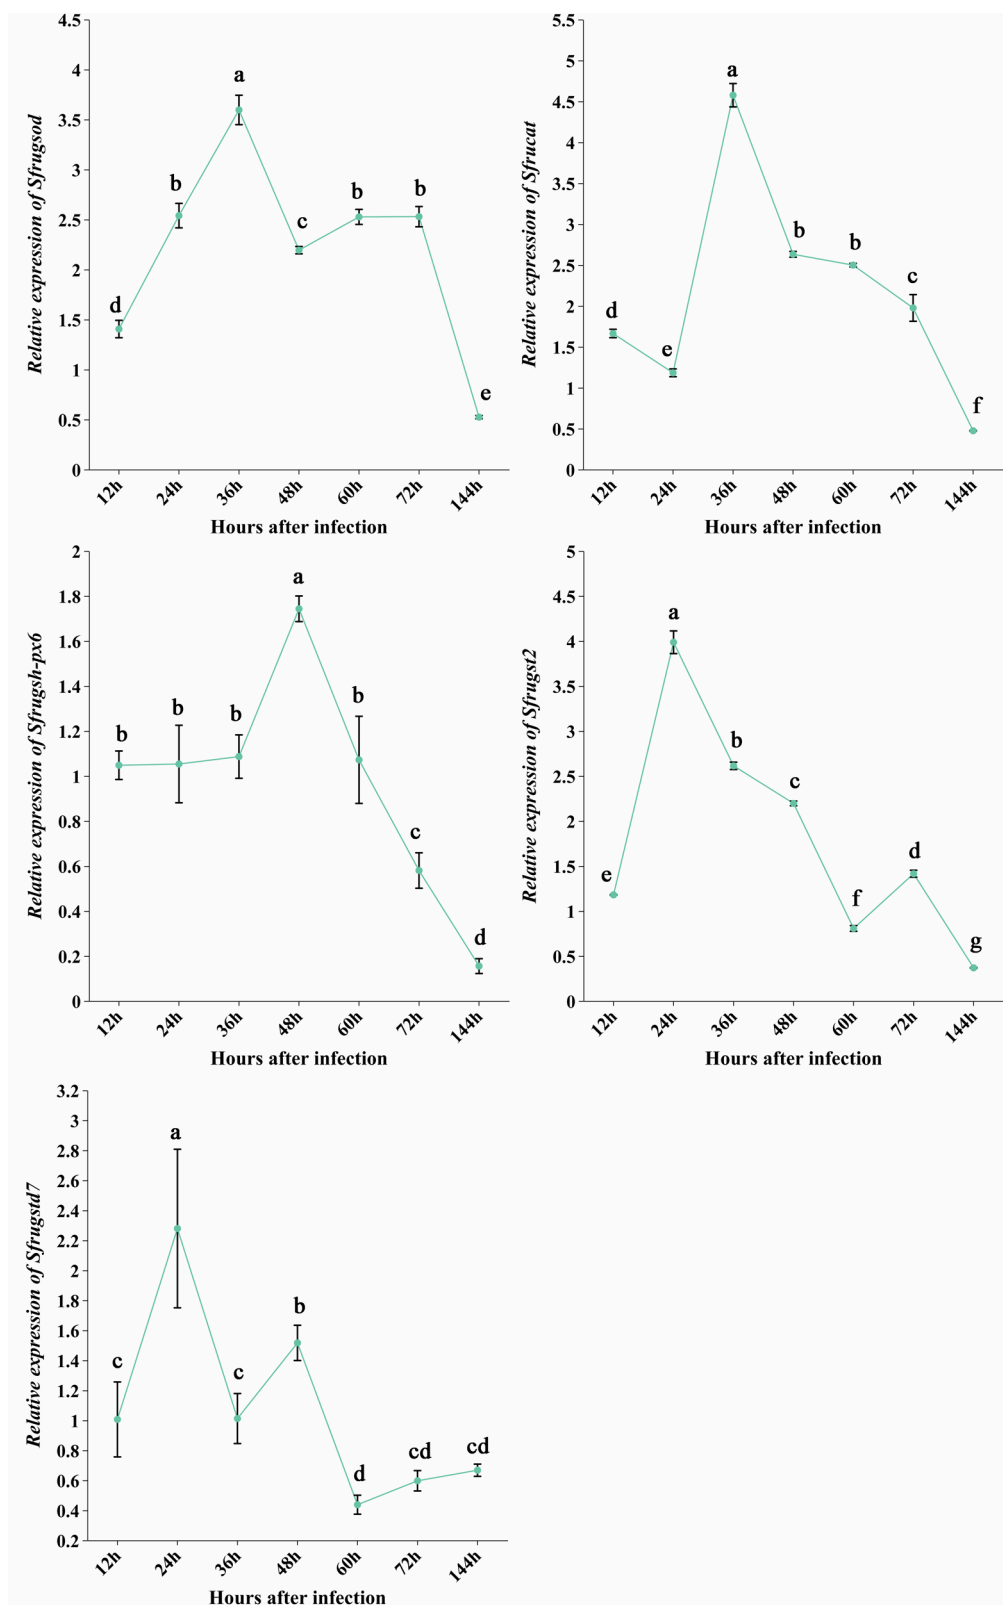 Relative expression of Sfrugsod
4.5
4
3.5
3
2.5
2
1.5
1
0.5
0
d
b
a
c
b
b
e
12h
24h
36h
48h
60h
72h
144h
Hours after infection
Relative expression of Sfrucat
5.5
5
4.5
4
3.5
3
2.5
2
1.5
1
0.5
0
d
e
a
b
b
c
f
12h
24h
36h
48h
60h
72h
144h
Hours after infection
Relative expression of Sfrugsh-px6
2
1.8
1.6
1.4
1.2
1
0.8
0.6
0.4
0.2
0
b
b
b
a
b
c
d
12h
24h
36h
48h
60h
72h
144h
Hours after infection
Relative expression of Sfrugst2
5
4.5
4
3.5
3
2.5
2
1.5
1
0.5
0
e
a
b
c
f
d
g
12h
24h
36h
48h
60h
72h
144h
Hours after infection
Relative expression of Sfrugstd7
3.2
3
2.8
2.6
2.4
2.2
2
1.8
1.6
1.4
1.2
1
0.8
0.6
0.4
0.2
c
a
c
b
d
cd
cd
12h
24h
36h
48h
60h
72h
144h
Hours after infection